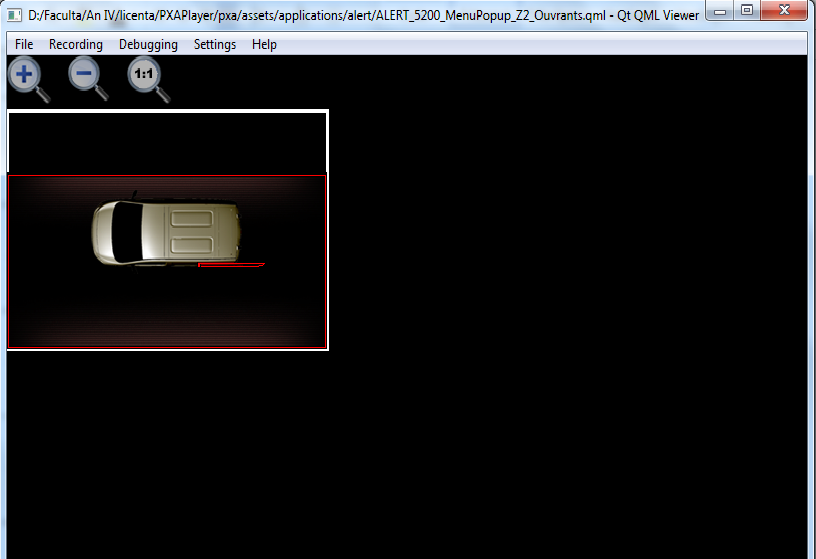 D:/Faculta/An IV/licenta/PXAPlayer/pxa/assets/applications/alert/ALERT_5200_MenuPopup_Z2_Ouvrants.qml - Qt QML Viewer
File Recording Debugging Settings Help
1:1